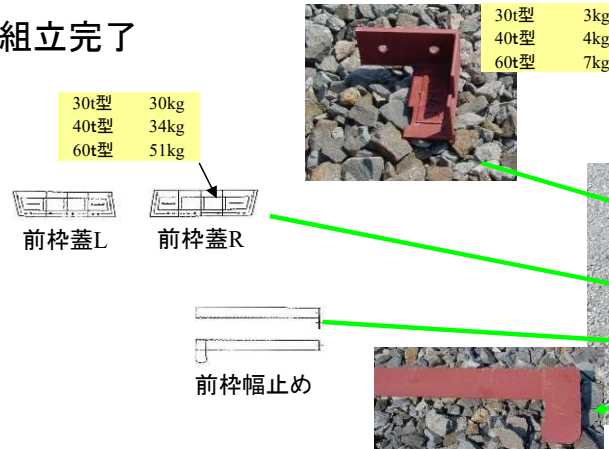 組立完了
30t型 3kg
40t型 4kg
60t型 7kg
30t型 30kg
40t型 34kg
60t型 51kg
前枠蓋L 前枠蓋R
前枠幅止め